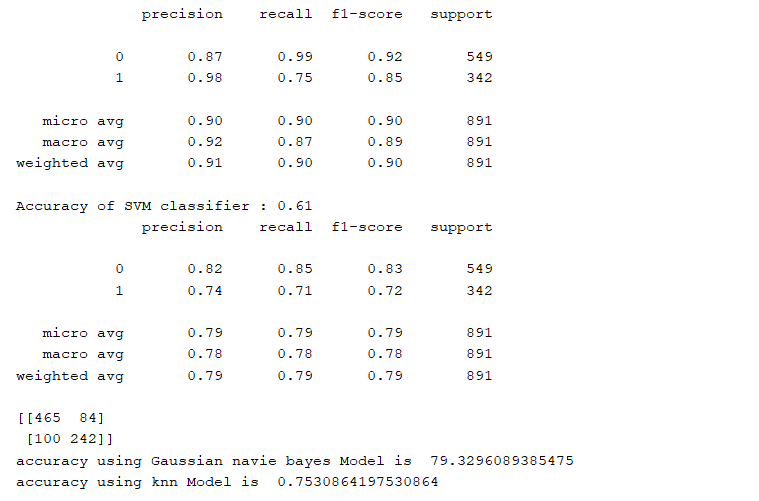 precision recall f1-score support
0 0.87 0.99 0.92 549
1 0.98 0.75 0.85 342
micro avg 0.90 0.90 0.90 891
macro avg 0.92 0.87 0.89 891
weighted avg 0.91 0.90 0.90 891
Accuracy of SVM classifier : 0.61
precision recall f1-score support
0 0.82 0.85 0.83 549
1 0.74 0.71 0.72 342
micro avg 0.79 0.79 0.79 891
macro avg 0.78 0.78 0.78 891
weighted avg 0.79 0.79 0.79 891
[[465 84]
[100 242]]
accuracy using Gaussian navie bayes Model is 79.3296089385475
accuracy using knn Model is 0.7530864197530864